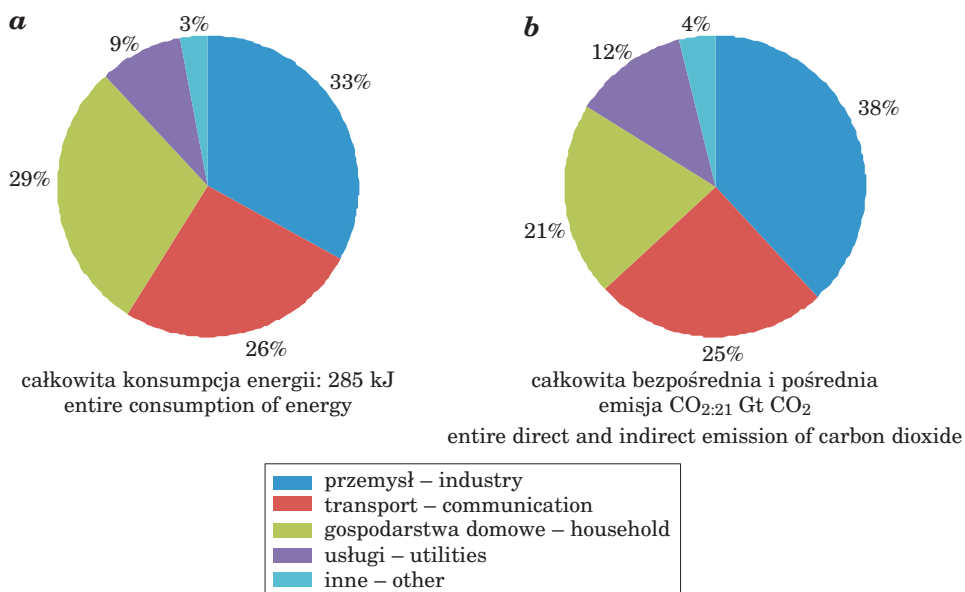 a
3%
9%
33%
29%
26%
całkowita konsumpcja energii: 285 kJ
entire consumption of energy
b
4%
12%
38%
21%
25%
całkowita bezpośrednia i pośrednia
emisja CO₂:₂₁ Gt CO₂
entire direct and indirect emission of carbon dioxide
przemysł – industry
transport – communication
gospodarstwa domowe – household
usługi – utilities
inne – other